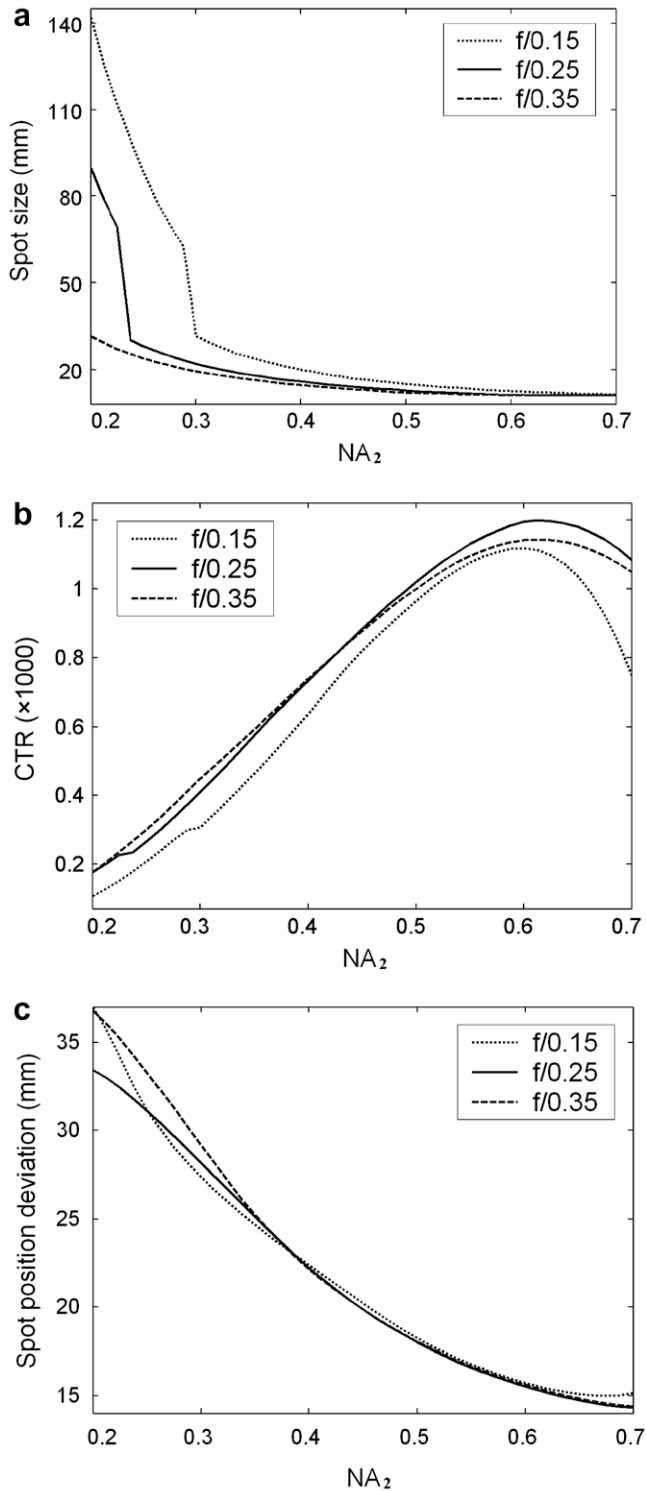 a
140
110
80
50
20
Spot size (mm)
f/0.15
f/0.25
f/0.35
0.2 0.3 0.4 0.5 0.6 0.7
NA₂
b
1.2
1
0.8
0.6
0.4
0.2
CTR (×1000)
f/0.15
f/0.25
f/0.35
0.2 0.3 0.4 0.5 0.6 0.7
NA₂
c
35
30
25
20
15
Spot position deviation (mm)
f/0.15
f/0.25
f/0.35
0.2 0.3 0.4 0.5 0.6 0.7
NA₂